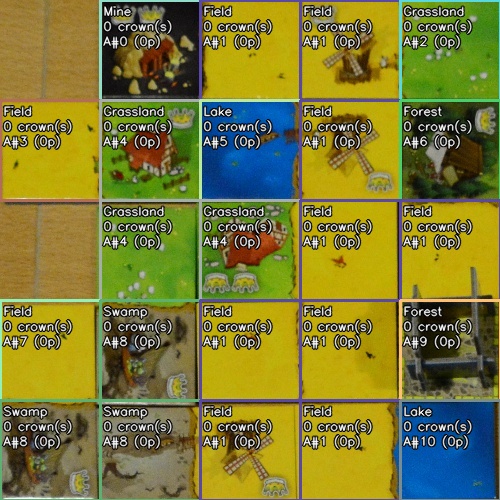 Mine
0 crown(s)
A#0 (0p)
Field
0 crown(s)
A#1 (0p)
Field
0 crown(s)
A#1 (0p)
Grassland
0 crown(s)
A#2 (0p)
Field
0 crown(s)
A#3 (0p)
Grassland
0 crown(s)
A#4 (0p)
Lake
0 crown(s)
A#5 (0p)
Field
0 crown(s)
A#1 (0p)
Forest
0 crown(s)
A#6 (0p)
Grassland
0 crown(s)
A#4 (0p)
Grassland
0 crown(s)
A#4 (0p)
Field
0 crown(s)
A#1 (0p)
Field
0 crown(s)
A#1 (0p)
Field
0 crown(s)
A#7 (0p)
Swamp
0 crown(s)
A#8 (0p)
Field
0 crown(s)
A#1 (0p)
Field
0 crown(s)
A#1 (0p)
Forest
0 crown(s)
A#9 (0p)
Swamp
0 crown(s)
A#8 (0p)
Swamp
0 crown(s)
A#8 (0p)
Field
0 crown(s)
A#1 (0p)
Field
0 crown(s)
A#1 (0p)
Lake
0 crown(s)
A#10 (0p)